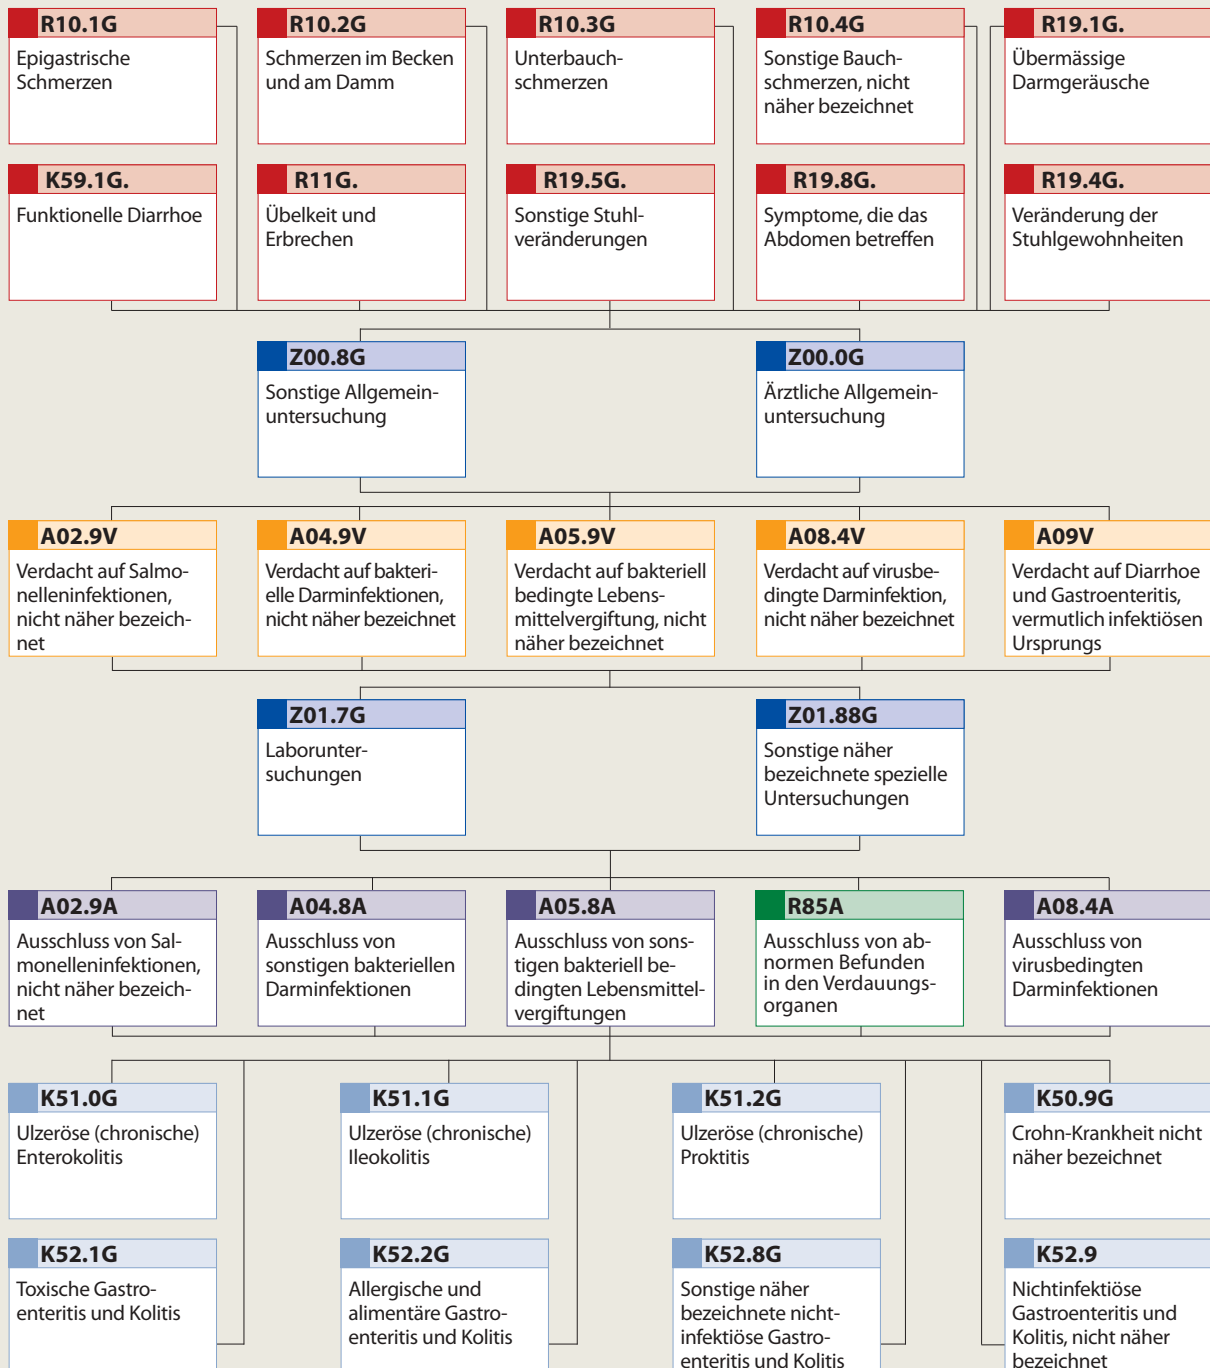 R10.1G
Epigastrische
Schmerzen
R10.2G
Schmerzen im Becken
und am Damm
R10.3G
Unterbauch-
schmerzen
R10.4G
Sonstige Bauch-
schmerzen, nicht
näher bezeichnet
R19.1G.
Übermässige
Darmgeräusche
K59.1G.
Funktionelle Diarrhoe
R11G.
Übelkeit und
Erbrechen
R19.5G.
Sonstige Stuhl-
veränderungen
R19.8G.
Symptome, die das
Abdomen betreffen
R19.4G.
Veränderung der
Stuhlgewohnheiten
Z00.8G
Sonstige Allgemein-
untersuchung
Z00.0G
Ärztliche Allgemein-
untersuchung
A02.9V
Verdacht auf Salmo-
nelleninfektionen,
nicht näher bezeich-
net
A04.9V
Verdacht auf bakteri-
elle Darminfektionen,
nicht näher bezeichnet
A05.9V
Verdacht auf bakteriell
bedingte Lebens-
mittelvergiftung, nicht
näher bezeichnet
A08.4V
Verdacht auf virusbe-
dingte Darminfektion,
nicht näher bezeichnet
A09V
Verdacht auf Diarrhoe
und Gastroenteritis,
vermutlich infektiösen
Ursprungs
Z01.7G
Laborunter-
suchungen
Z01.88G
Sonstige näher
bezeichnete spezielle
Untersuchungen
A02.9A
Ausschluss von Sal-
monelleninfektionen,
nicht näher bezeich-
net
A04.8A
Ausschluss von
sonstigen bakteriellen
Darminfektionen
A05.8A
Ausschluss von sons-
tigen bakteriell be-
dingten Lebensmittel-
vergiftungen
R85A
Ausschluss von ab-
normen Befunden
in den Verdauungs-
organen
A08.4A
Ausschluss von
virusbedingten
Darminfektionen
K51.0G
Ulzeröse (chronische)
Enterokolitis
K51.1G
Ulzeröse (chronische)
Ileokolitis
K51.2G
Ulzeröse (chronische)
Proktitis
K50.9G
Crohn-Krankheit nicht
näher bezeichnet
K52.1G
Toxische Gastro-
enteritis und Kolitis
K52.2G
Allergische und
alimentäre Gastro-
enteritis und Kolitis
K52.8G
Sonstige näher
bezeichnete nicht-
infektiöse Gastro-
enteritis und Kolitis
K52.9
Nichtinfektiöse
Gastroenteritis und
Kolitis, nicht näher
bezeichnet